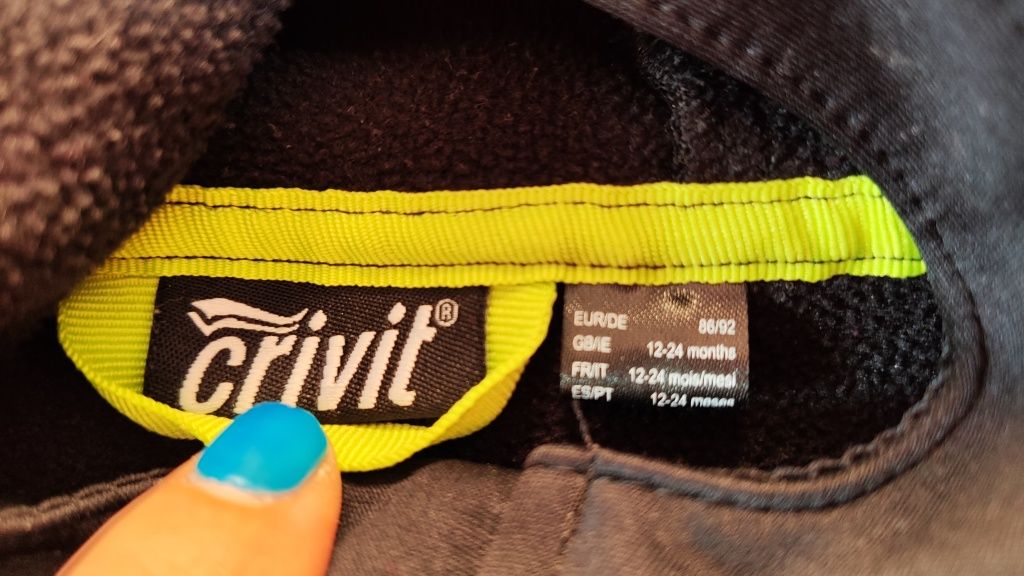 crivit®
EUR/DE 86/92
GB/IE 12-24 months
FR/IT 12-24 mois/mesi
ES/PT 12-24 meses